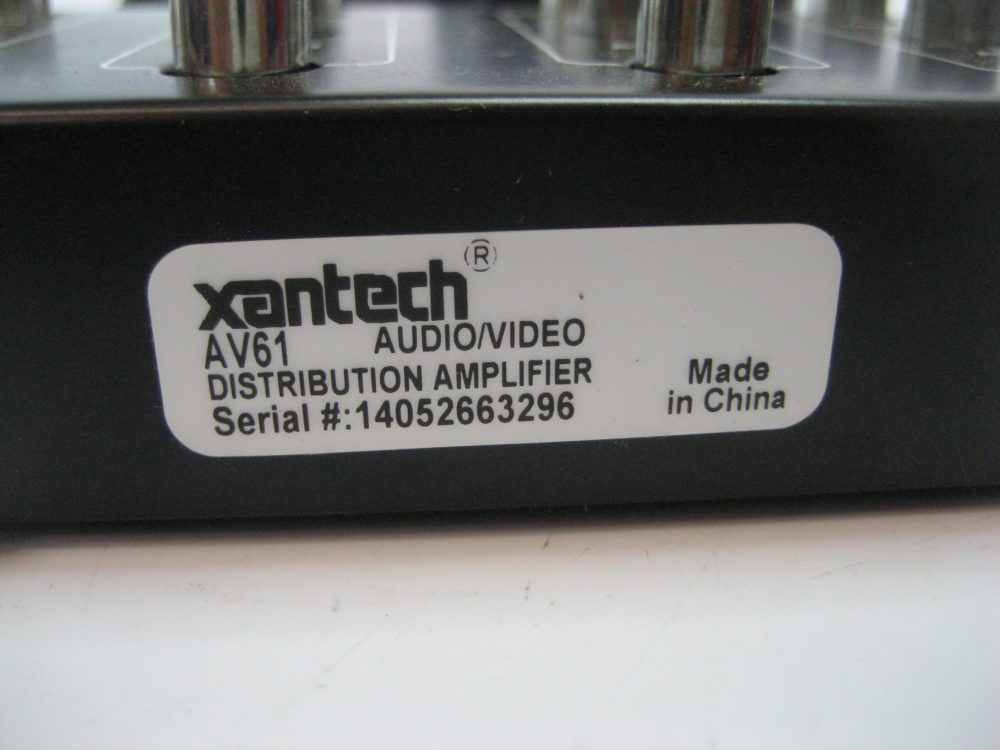 xantech®
AV61 AUDIO/VIDEO
DISTRIBUTION AMPLIFIER
Serial #:14052663296
Made
in China